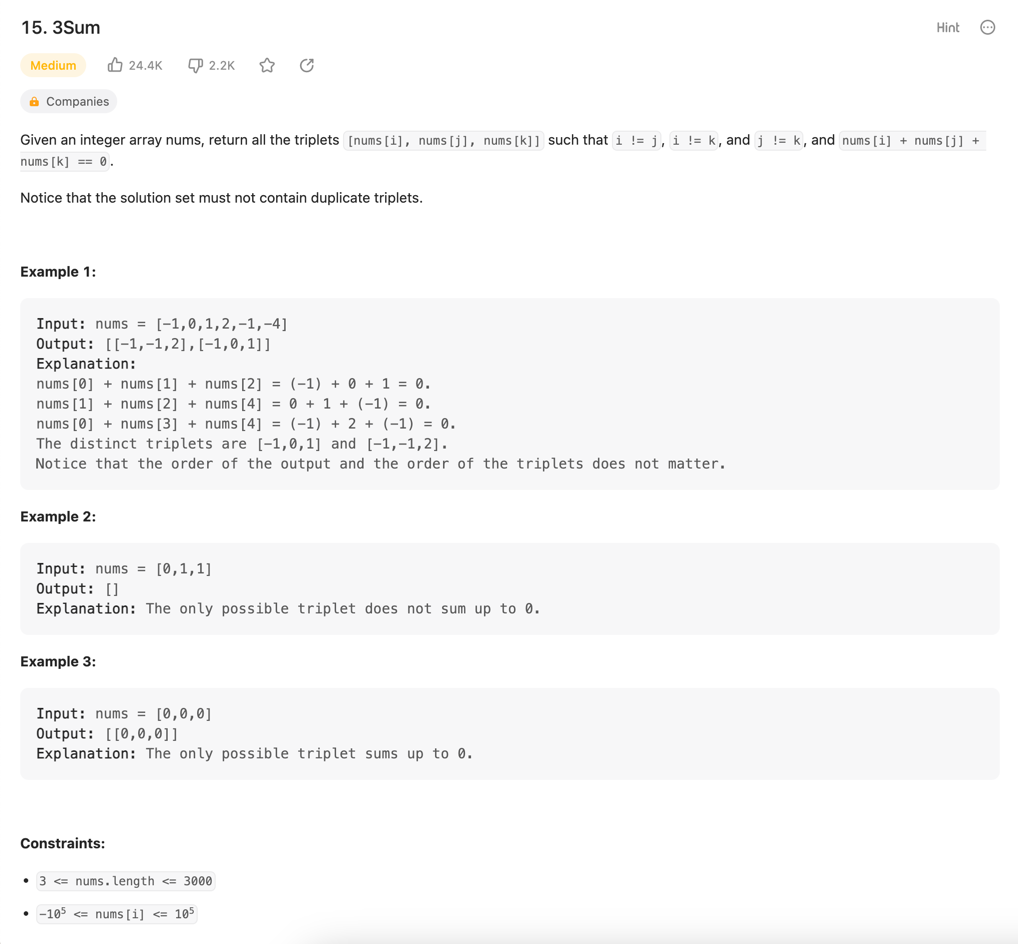 15. 3Sum
Hint
Medium
24.4K
2.2K
Companies
Given an integer array nums, return all the triplets [nums[i], nums[j], nums[k]] such that i != j, i != k, and j != k, and nums[i] + nums[j] +
nums[k] == 0.
Notice that the solution set must not contain duplicate triplets.
Example 1:
Input: nums = [-1,0,1,2,-1,-4]
Output: [[-1,-1,2],[-1,0,1]]
Explanation:
nums[0] + nums[1] + nums[2] = (-1) + 0 + 1 = 0.
nums[1] + nums[2] + nums[4] = 0 + 1 + (-1) = 0.
nums[0] + nums[3] + nums[4] = (-1) + 2 + (-1) = 0.
The distinct triplets are [-1,0,1] and [-1,-1,2].
Notice that the order of the output and the order of the triplets does not matter.
Example 2:
Input: nums = [0,1,1]
Output: []
Explanation: The only possible triplet does not sum up to 0.
Example 3:
Input: nums = [0,0,0]
Output: [[0,0,0]]
Explanation: The only possible triplet sums up to 0.
Constraints:
• 3 <= nums.length <= 3000
• -10⁵ <= nums[i] <= 10⁵